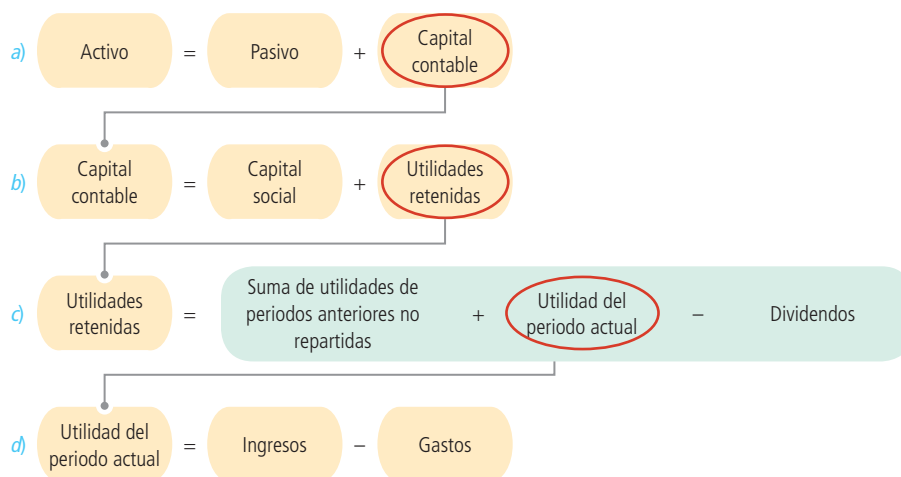 a) Activo = Pasivo + Capital contable
b) Capital contable = Capital social + Utilidades retenidas
c) Utilidades retenidas = Suma de utilidades de periodos anteriores no repartidas + Utilidad del periodo actual − Dividendos
d) Utilidad del periodo actual = Ingresos − Gastos